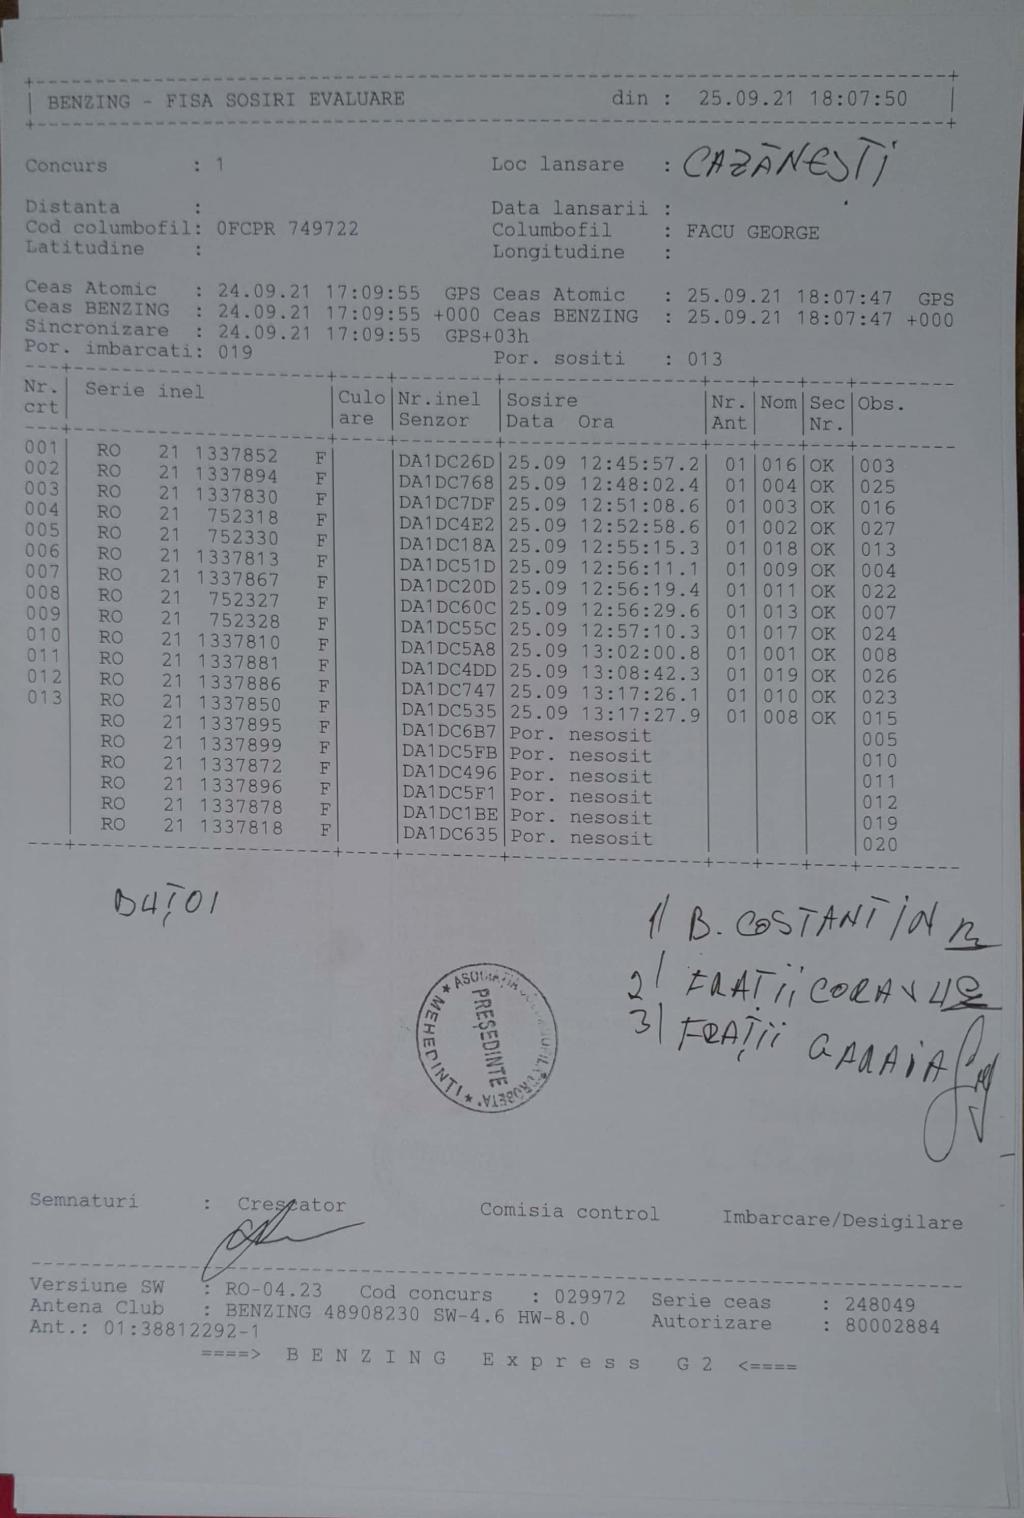 BENZING - FISA SOSIRI EVALUARE din : 25.09.21 18:07:50
Concurs : 1 Loc lansare : CAZĂNEȘTI
Distanta : Data lansarii :
Cod columbofil: 0FCPR 749722 Columbofil : FACU GEORGE
Latitudine : Longitudine :
Ceas Atomic : 24.09.21 17:09:55 GPS Ceas Atomic : 25.09.21 18:07:47 GPS
Ceas BENZING : 24.09.21 17:09:55 +000 Ceas BENZING : 25.09.21 18:07:47 +000
Sincronizare : 24.09.21 17:09:55 GPS+03h
Por. imbarcati: 019 Por. sositi : 013
Nr. Serie inel Culo Nr.inel Sosire Nr. Nom Sec Obs.
crt are Senzor Data Ora Ant Nr.
001 RO 21 1337852 F DA1DC26D 25.09 12:45:57.2 01 016 OK 003
002 RO 21 1337894 F DA1DC768 25.09 12:48:02.4 01 004 OK 025
003 RO 21 1337830 F DA1DC7DF 25.09 12:51:08.6 01 003 OK 016
004 RO 21 752318 F DA1DC4E2 25.09 12:52:58.6 01 002 OK 027
005 RO 21 752330 F DA1DC18A 25.09 12:55:15.3 01 018 OK 013
006 RO 21 1337813 F DA1DC51D 25.09 12:56:11.1 01 009 OK 004
007 RO 21 1337867 F DA1DC20D 25.09 12:56:19.4 01 011 OK 022
008 RO 21 752327 F DA1DC60C 25.09 12:56:29.6 01 013 OK 007
009 RO 21 752328 F DA1DC55C 25.09 12:57:10.3 01 017 OK 024
010 RO 21 1337810 F DA1DC5A8 25.09 13:02:00.8 01 001 OK 008
011 RO 21 1337881 F DA1DC4DD 25.09 13:08:42.3 01 019 OK 026
012 RO 21 1337886 F DA1DC747 25.09 13:17:26.1 01 010 OK 023
013 RO 21 1337850 F DA1DC535 25.09 13:17:27.9 01 008 OK 015
RO 21 1337895 F DA1DC6B7 Por. nesosit 005
RO 21 1337899 F DA1DC5FB Por. nesosit 010
RO 21 1337872 F DA1DC496 Por. nesosit 011
RO 21 1337896 F DA1DC5F1 Por. nesosit 012
RO 21 1337878 F DA1DC1BE Por. nesosit 019
RO 21 1337818 F DA1DC635 Por. nesosit 020
BUȚOI
1/ B. COSTANTIN
2/ FRAȚII
3/ FRAȚII
PREȘEDINTE
MEHEDINȚI
Semnaturi : Crescator Comisia control Imbarcare/Desigilare
Versiune SW : RO-04.23 Cod concurs : 029972 Serie ceas : 248049
Antena Club : BENZING 48908230 SW-4.6 HW-8.0 Autorizare : 80002884
Ant.: 01:38812292-1
====> B E N Z I N G E x p r e s s G 2 <====